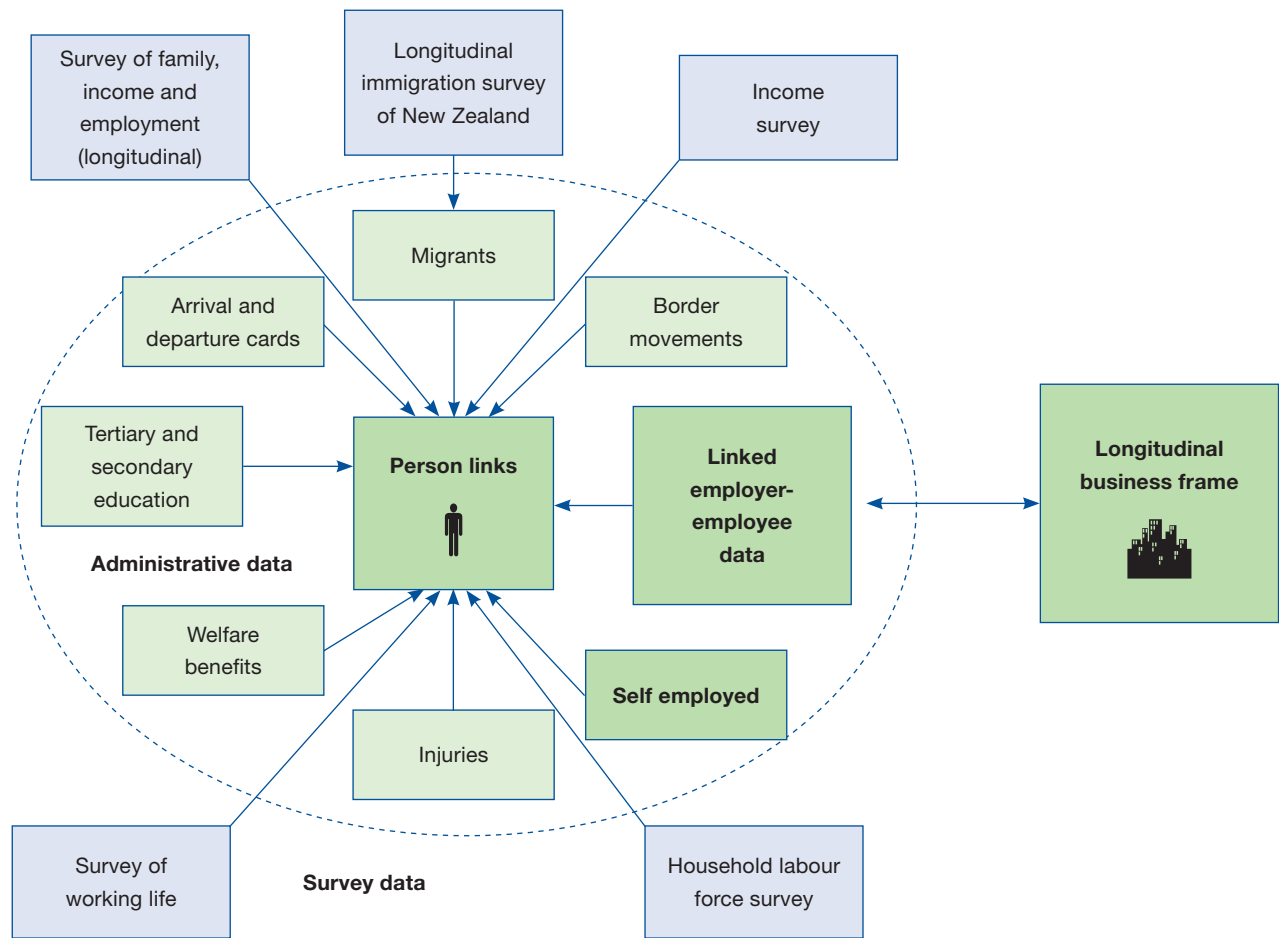 Survey of family,
income and
employment
(longitudinal)
Longitudinal
immigration survey
of New Zealand
Income
survey
Migrants
Arrival and
departure cards
Border
movements
Tertiary and
secondary
education
Person links
Linked
employer-
employee
data
Longitudinal
business frame
Administrative data
Welfare
benefits
Self employed
Injuries
Survey of
working life
Survey data
Household labour
force survey